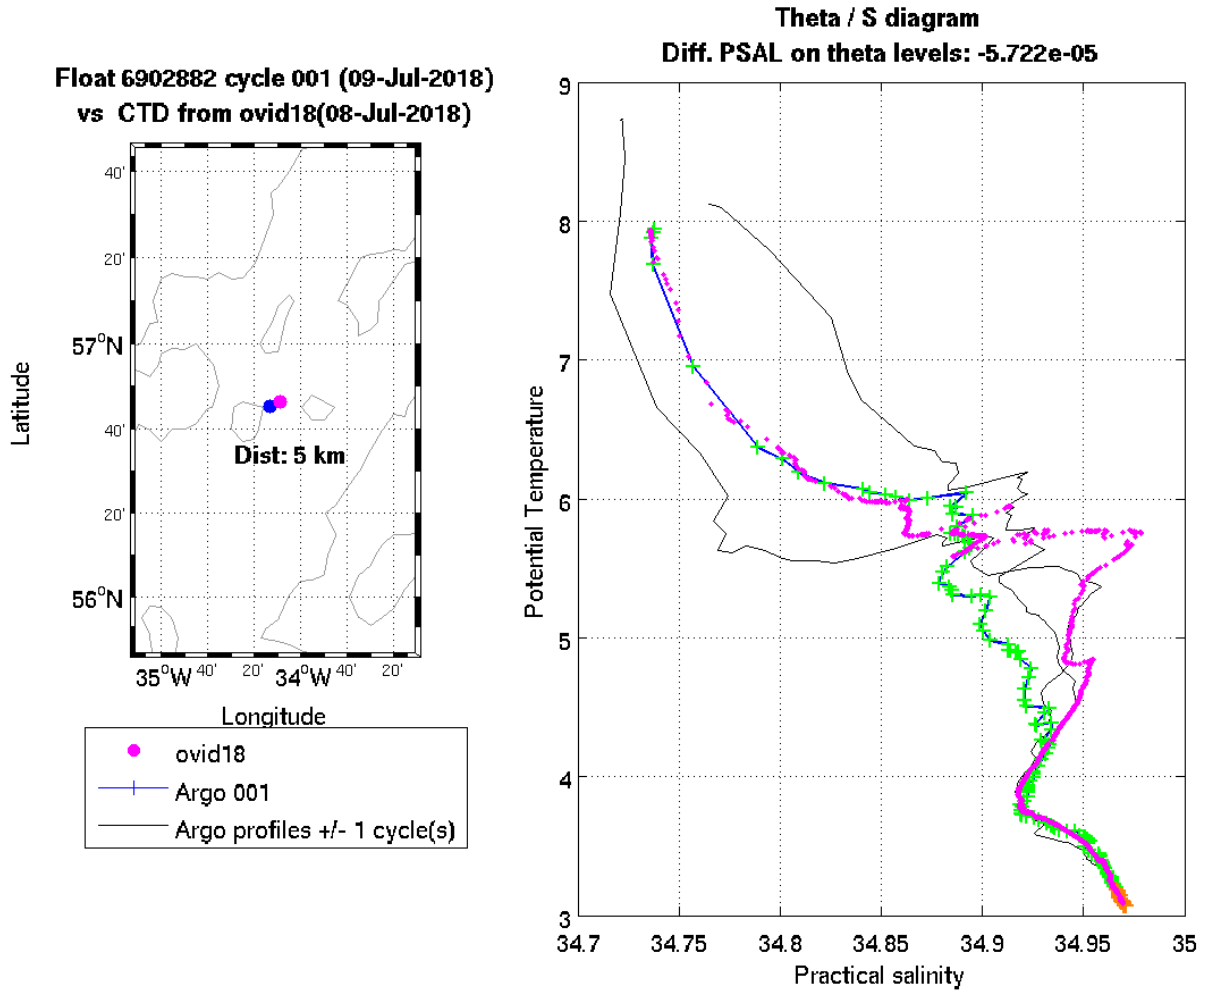 Theta / S diagram
Diff. PSAL on theta levels: -5.722e-05
Float 6902882 cycle 001 (09-Jul-2018)
vs CTD from ovid18(08-Jul-2018)
40'
20'
57°N
40'
20'
56°N
Latitude
Dist: 5 km
35°W 40' 20' 34°W 40' 20'
Longitude
ovid18
Argo 001
Argo profiles +/- 1 cycle(s)
9
8
7
6
5
4
3
Potential Temperature
34.7 34.75 34.8 34.85 34.9 34.95 35
Practical salinity